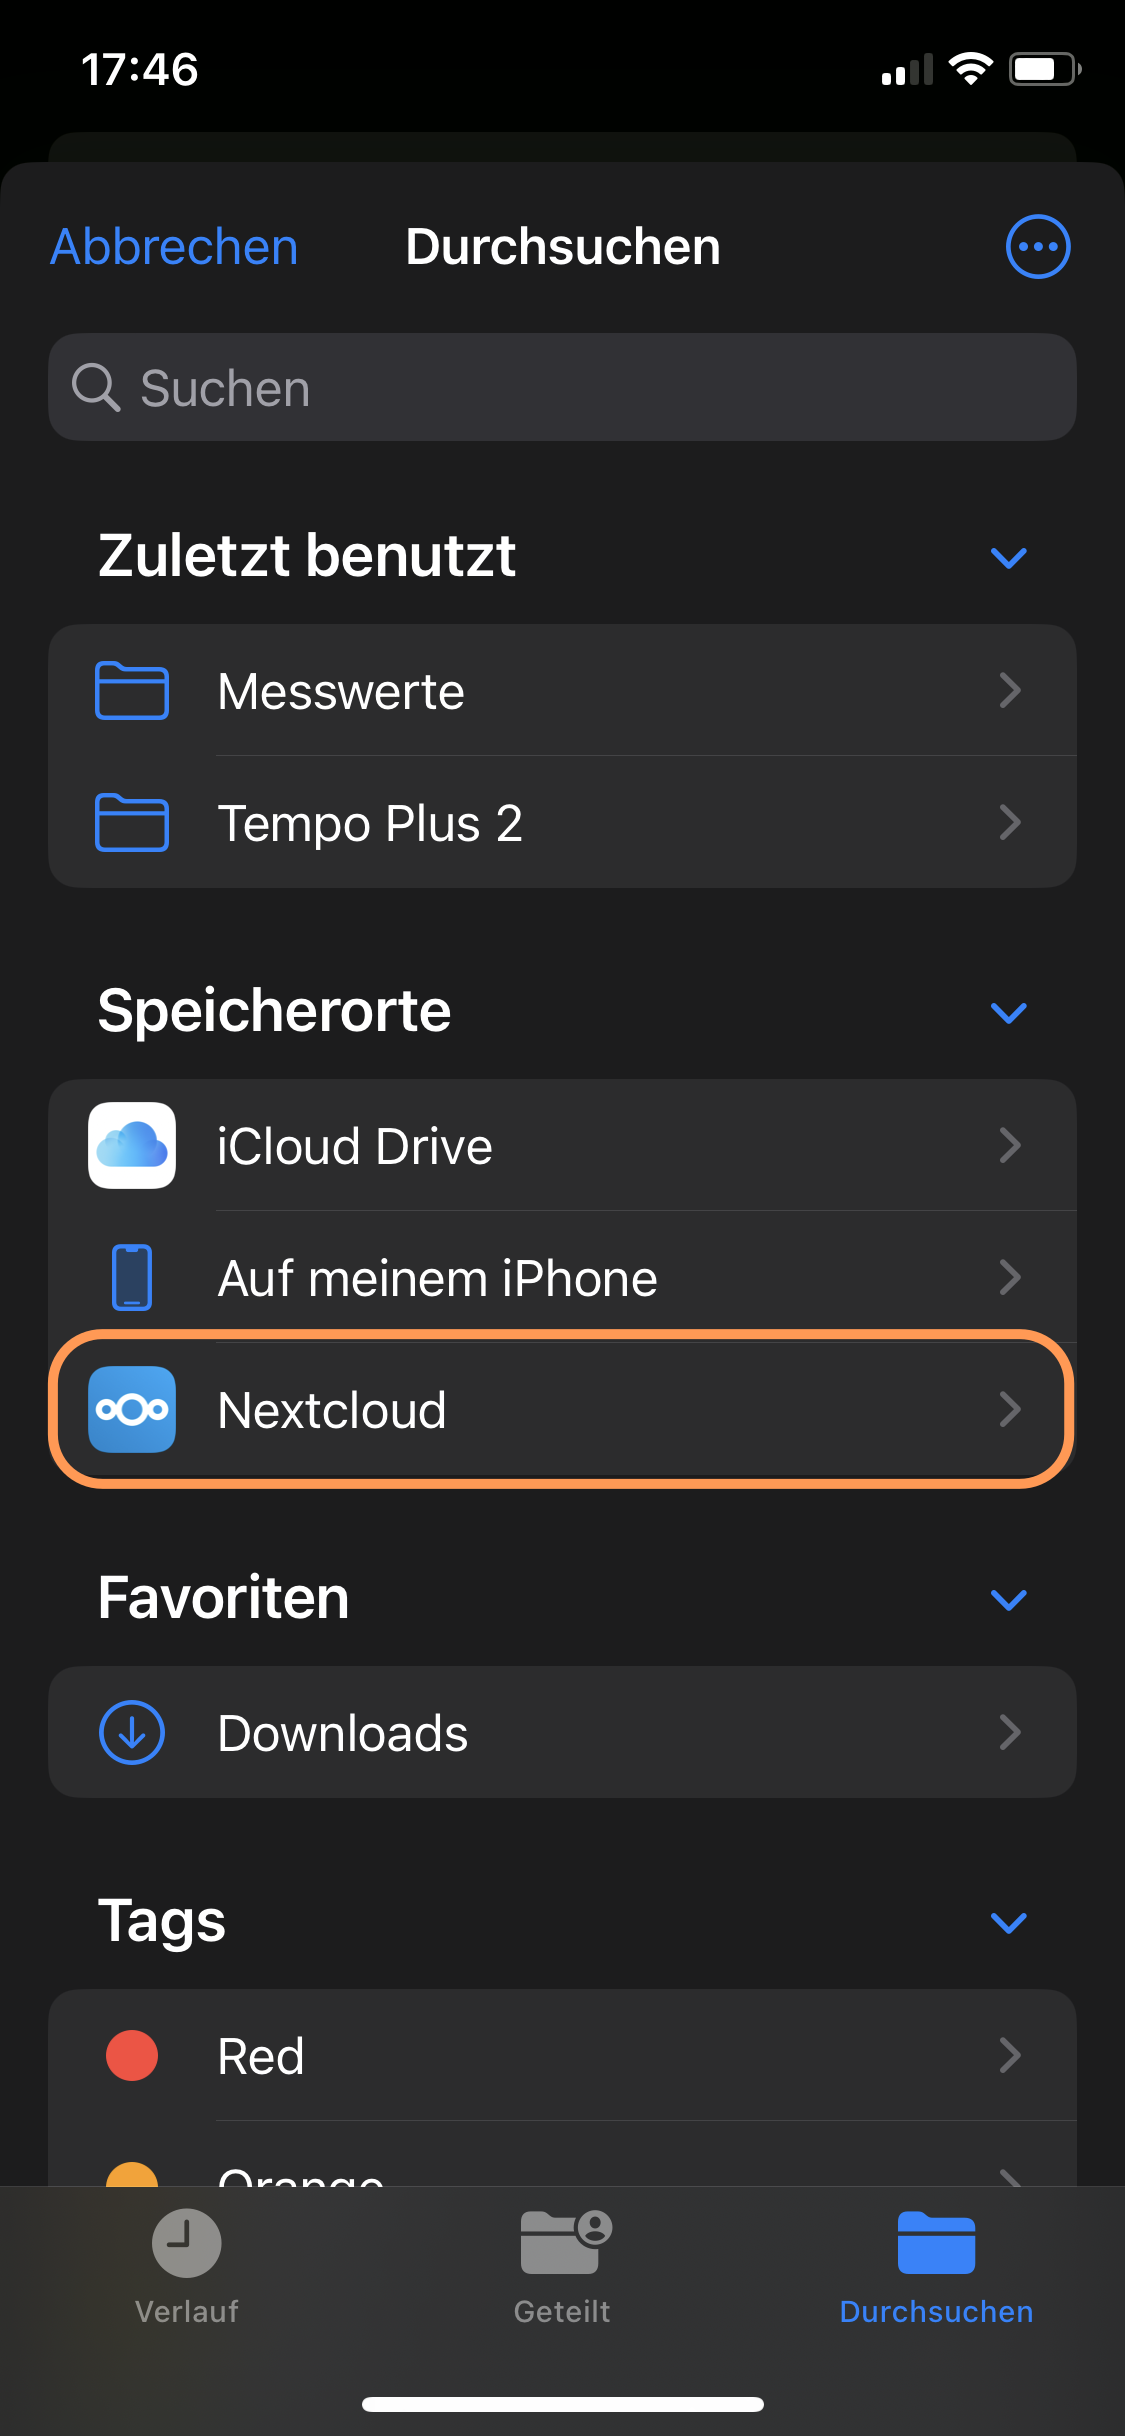 17:46
Abbrechen Durchsuchen
Suchen
Zuletzt benutzt
Messwerte
Tempo Plus 2
Speicherorte
iCloud Drive
Auf meinem iPhone
Nextcloud
Favoriten
Downloads
Tags
Red
Orange
Verlauf Geteilt Durchsuchen